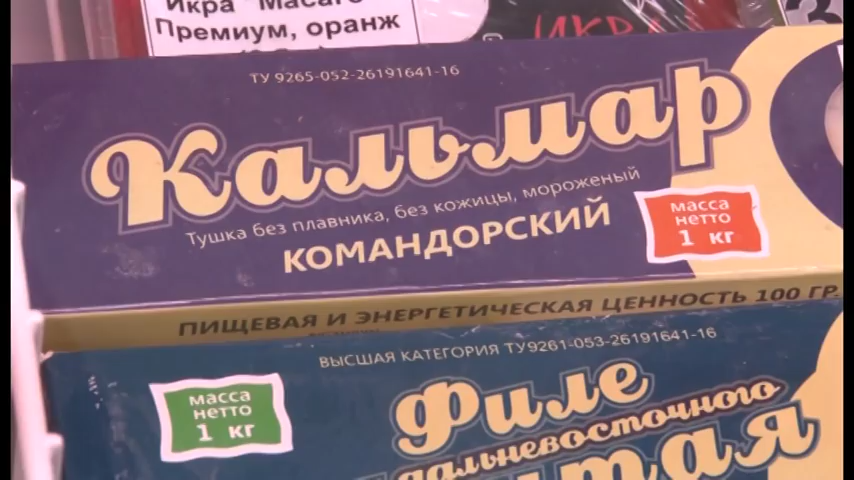 Икра "Масаго"
Премиум, оранж
ИКРА
ТУ 9265-052-26191641-16
Кальмар
Тушка без плавника, без кожицы, мороженый
КОМАНДОРСКИЙ
масса
нетто
1 кг
ПИЩЕВАЯ И ЭНЕРГЕТИЧЕСКАЯ ЦЕННОСТЬ 100 ГР.
ВЫСШАЯ КАТЕГОРИЯ ТУ9261-053-26191641-16
масса
нетто
1 кг
Филе
дальневосточного